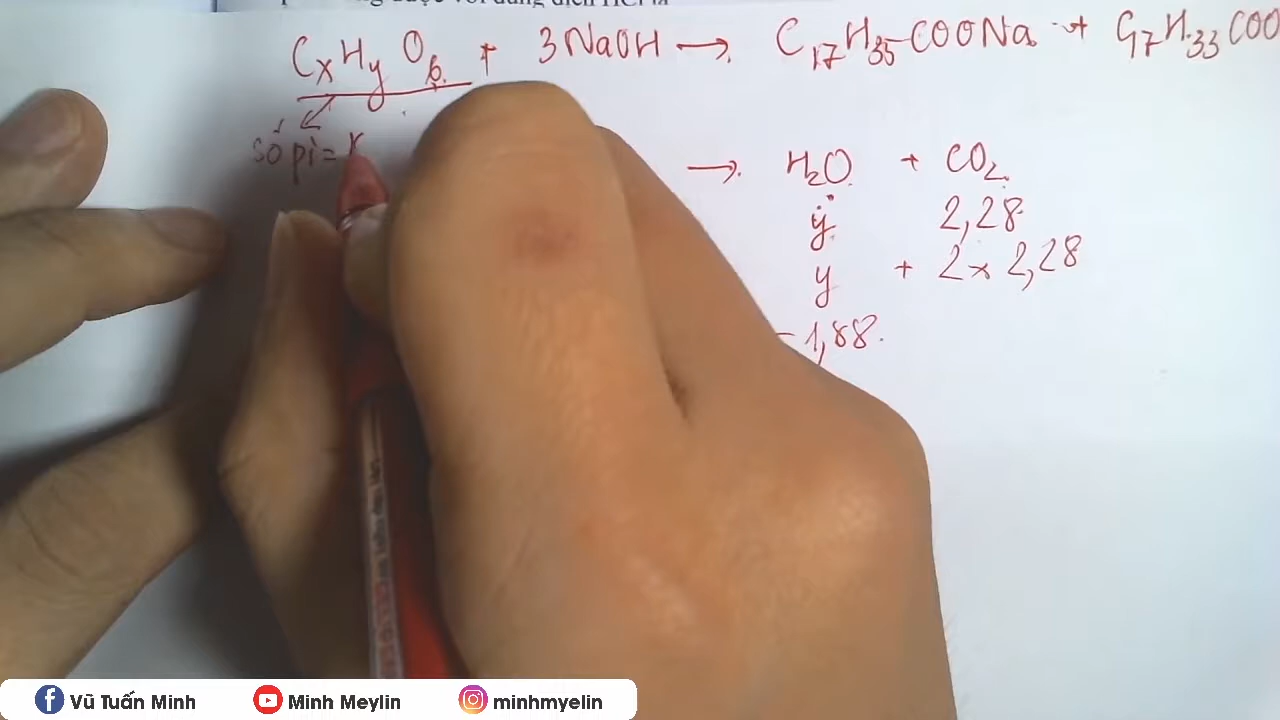 CxHyO6 + 3NaOH → C17H35COONa + C17H33COO
số pi =
→ H2O + CO2
y 2,28
y + 2x 2,28
- 1,88.
Vũ Tuấn Minh Minh Meylin minhmyelin